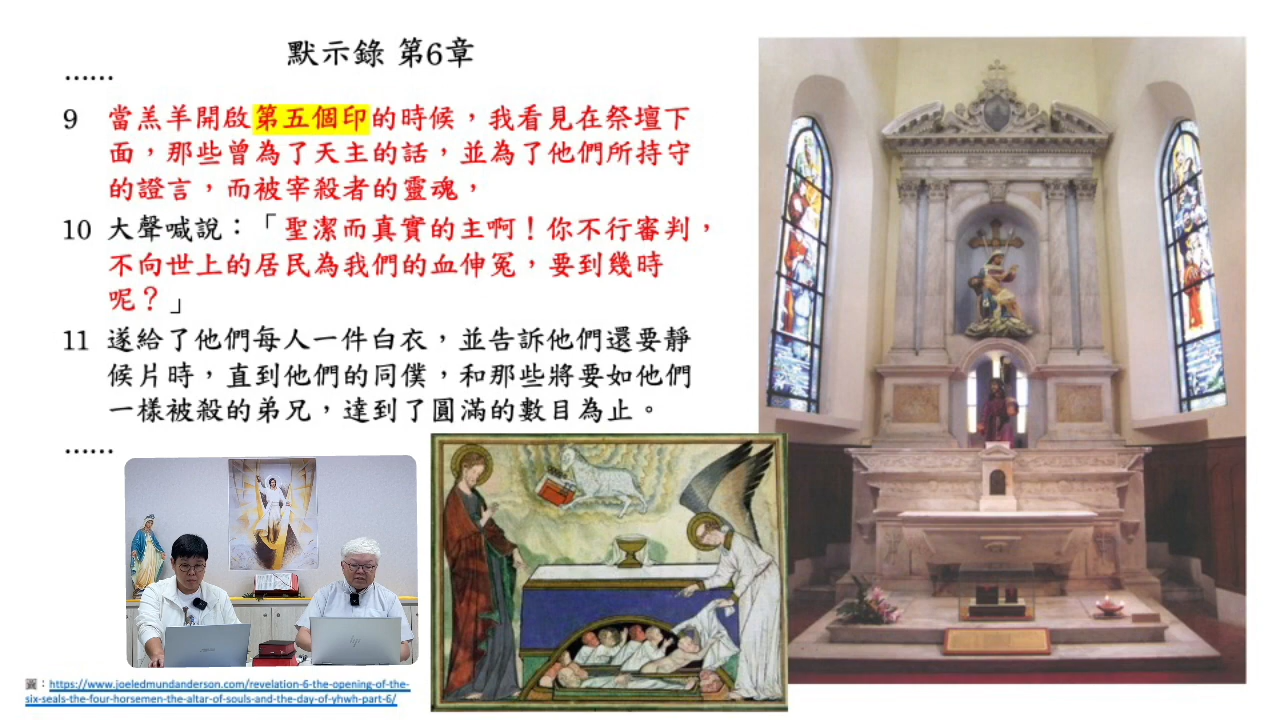 默示錄 第6章
……
9 當羔羊開啟第五個印的時候，我看見在祭壇下
面，那些曾為了天主的話，並為了他們所持守
的證言，而被宰殺者的靈魂，
10 大聲喊說：「聖潔而真實的主啊！你不行審判，
不向世上的居民為我們的血伸冤，要到幾時
呢？」
11 遂給了他們每人一件白衣，並告訴他們還要靜
候片時，直到他們的同僕，和那些將要如他們
一樣被殺的弟兄，達到了圓滿的數目為止。
……
圖：https://www.joeledmundanderson.com/revelation-6-the-opening-of-the-
six-seals-the-four-horsemen-the-altar-of-souls-and-the-day-of-yhwh-part-6/